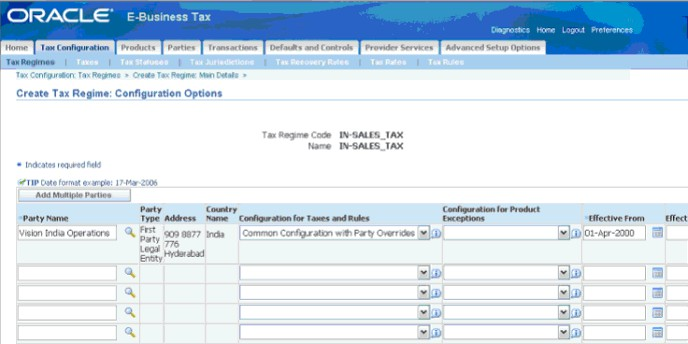 ORACLE® E-Business Tax
Diagnostics Home Logout Preferences
Home Tax Configuration Products Parties Transactions Defaults and Controls Provider Services Advanced Setup Options
Tax Regimes | Taxes | Tax Statuses | Tax Jurisdictions | Tax Recovery Rates | Tax Rates | Tax Rules
Tax Configuration: Tax Regimes > Create Tax Regime: Main Details >
Create Tax Regime: Configuration Options
Tax Regime Code IN-SALES_TAX
Name IN-SALES_TAX
* Indicates required field
TIP Date format example: 17-Mar-2006
Add Multiple Parties
*Party Name Party Type Address Country Name Configuration for Taxes and Rules Configuration for Product Exceptions *Effective From Effect
Vision India Operations First Party Legal Entity 909 8877 776 Hyderabad India Common Configuration with Party Overrides 01-Apr-2000